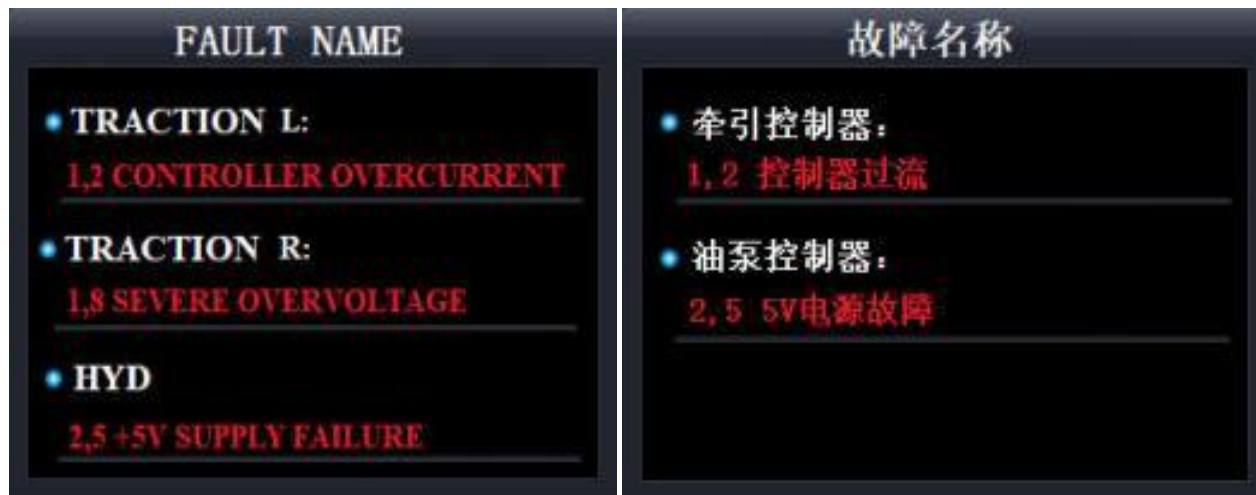 FAULT NAME
• TRACTION L:
1,2 CONTROLLER OVERCURRENT
• TRACTION R:
1,8 SEVERE OVERVOLTAGE
• HYD
2,5 +5V SUPPLY FAILURE
故障名称
• 牵引控制器:
1,2 控制器过流
• 油泵控制器:
2,5 5V电源故障